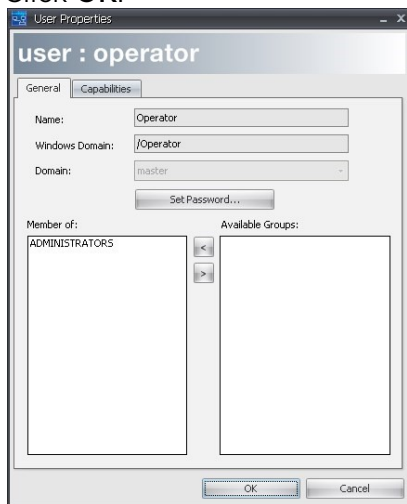 Click OK.
User Properties
user : operator
General Capabilities
Name: Operator
Windows Domain: /Operator
Domain: master
Set Password...
Member of: Available Groups:
ADMINISTRATORS
<
>
OK Cancel